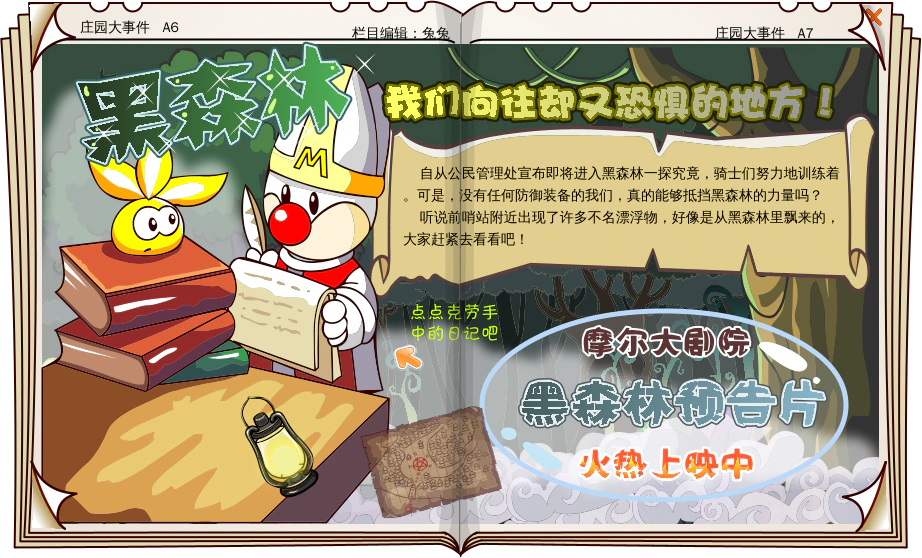 庄园大事件 A6
栏目编辑：兔兔
庄园大事件 A7
黑森林
我们向往却又恐惧的地方！
M
自从公民管理处宣布即将进入黑森林一探究竟，骑士们努力地训练着
。可是，没有任何防御装备的我们，真的能够抵挡黑森林的力量吗？
听说前哨站附近出现了许多不名漂浮物，好像是从黑森林里飘来的，
大家赶紧去看看吧！
点点克劳手
中的日记吧
摩尔大剧院
黑森林预告片
火热上映中